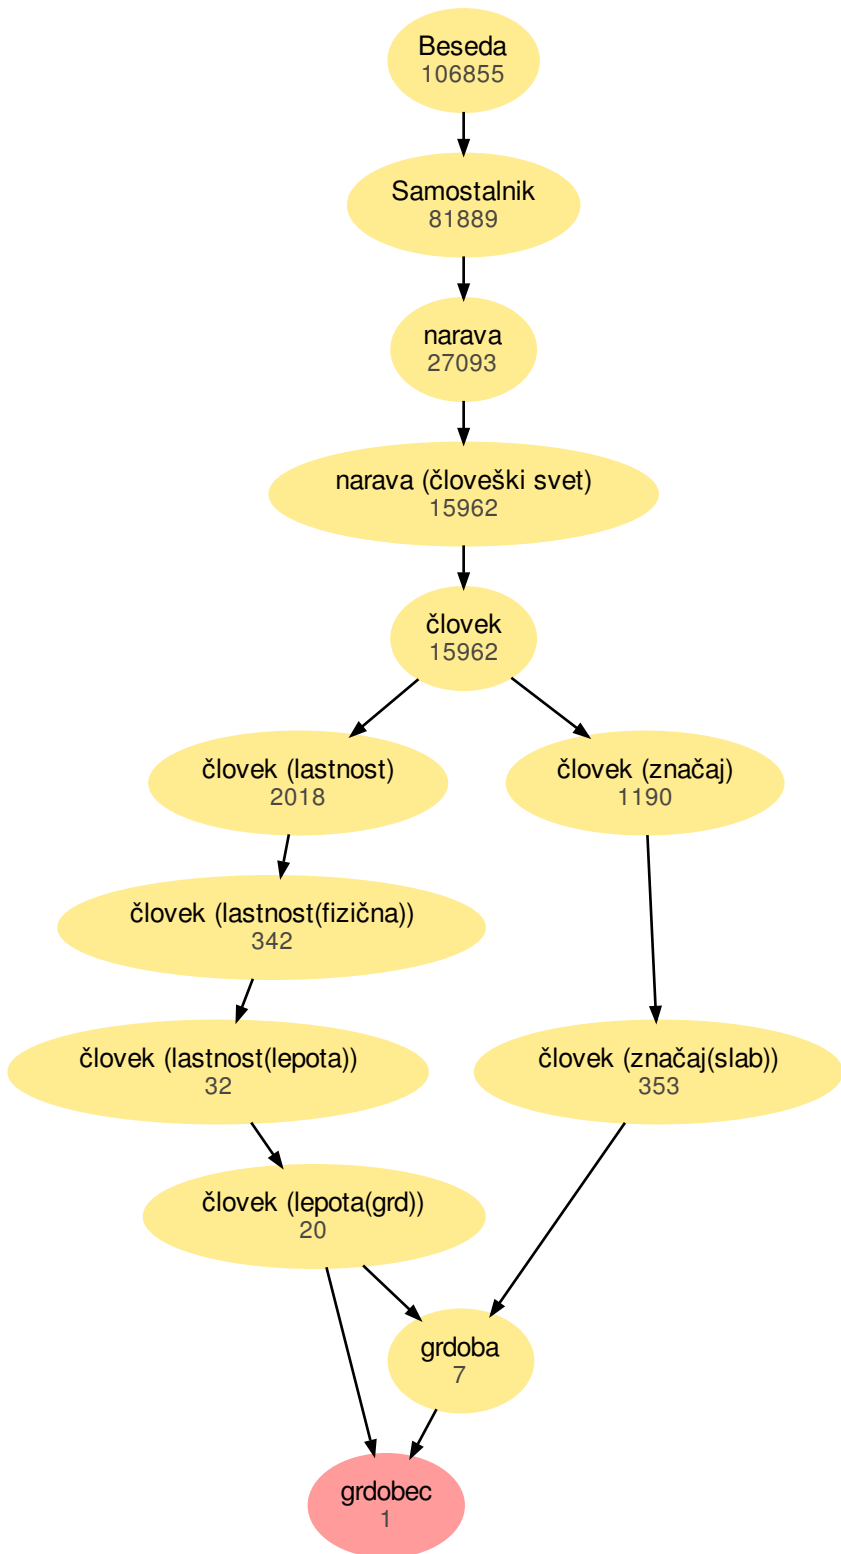 Beseda
106855
Samostalnik
81889
narava
27093
narava (človeški svet)
15962
človek
15962
človek (lastnost)
2018
človek (značaj)
1190
človek (lastnost(fizična))
342
človek (lastnost(lepota))
32
človek (značaj(slab))
353
človek (lepota(grd))
20
grdoba
7
grdobec
1